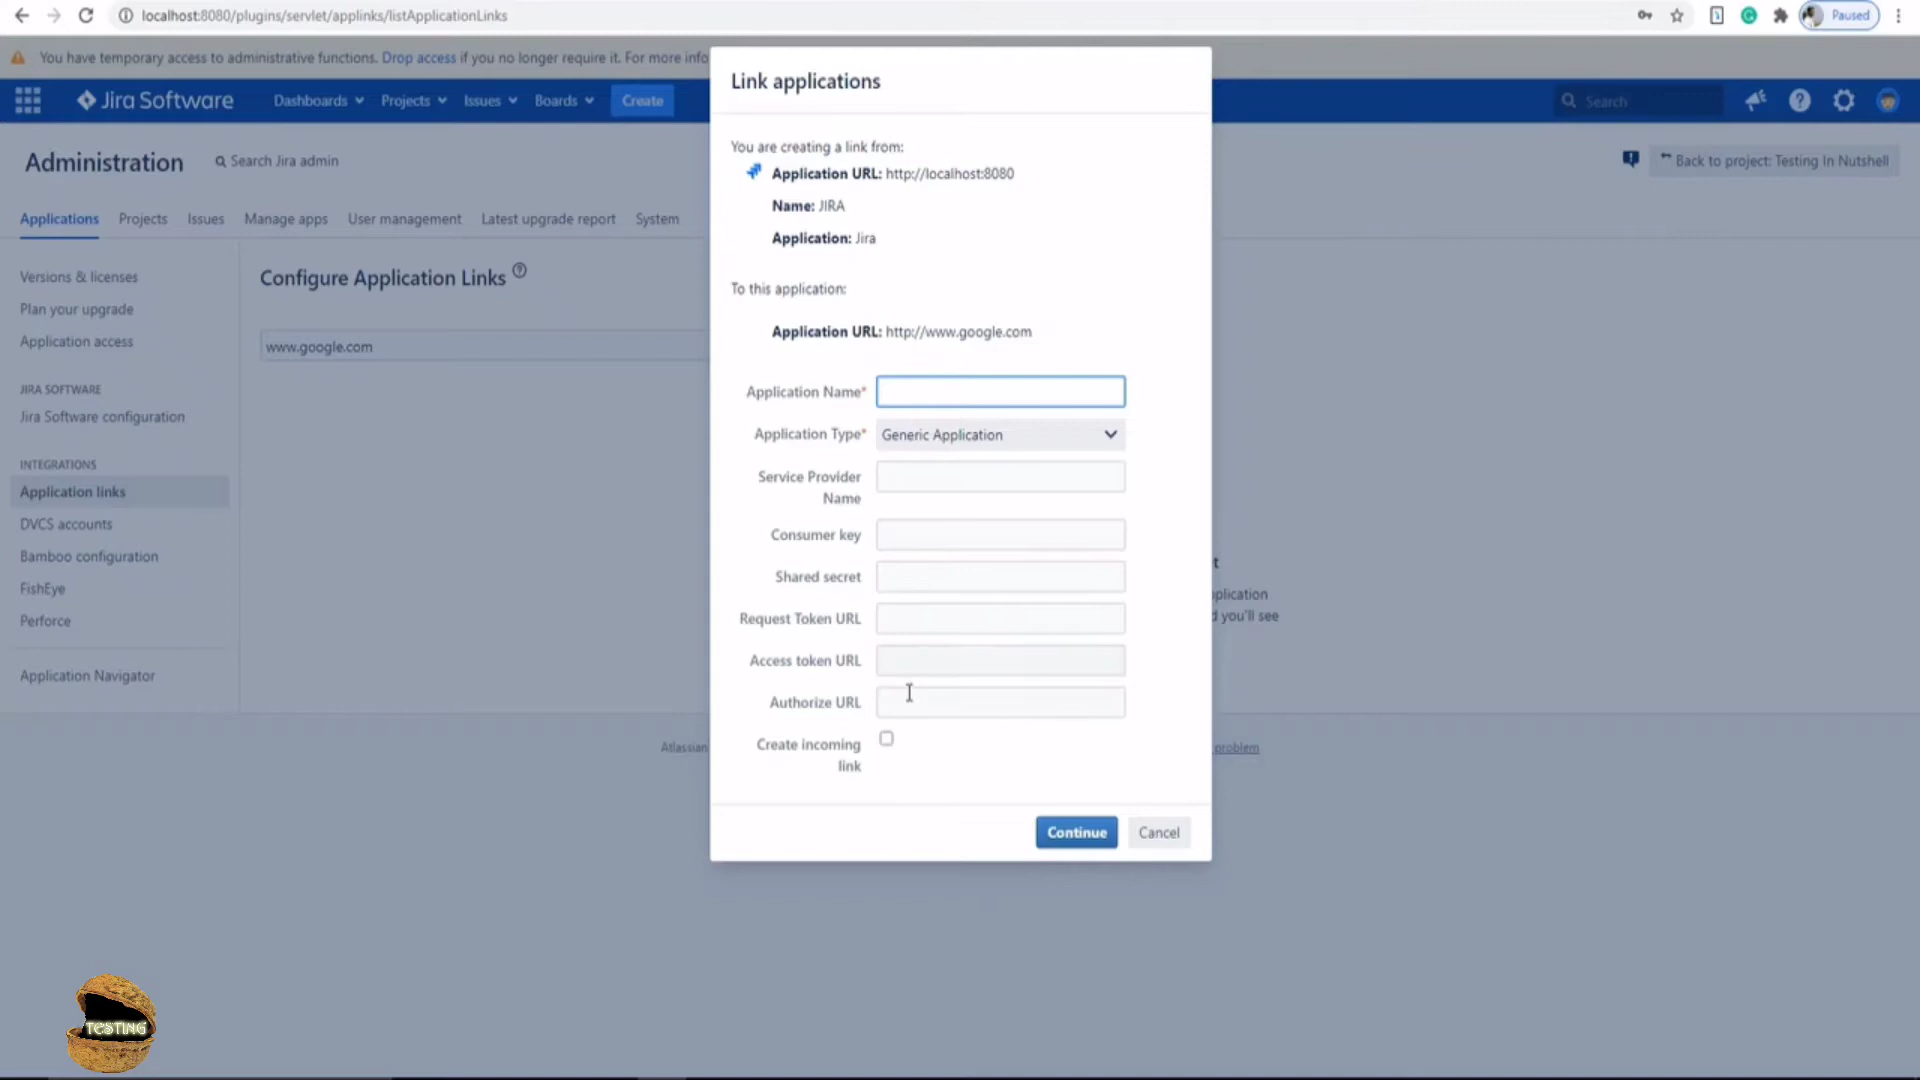 localhost:8080/plugins/servlet/applinks/listApplicationLinks
Paused
You have temporary access to administrative functions. Drop access if you no longer require it. For more info
Jira Software
Dashboards
Projects
Issues
Boards
Create
Search
Administration
Search Jira admin
Back to project: Testing In Nutshell
Applications
Projects
Issues
Manage apps
User management
Latest upgrade report
System
Versions & licenses
Plan your upgrade
Application access
JIRA SOFTWARE
Jira Software configuration
INTEGRATIONS
Application links
DVCS accounts
Bamboo configuration
FishEye
Perforce
Application Navigator
Configure Application Links
www.google.com
Link applications
You are creating a link from:
Application URL: http://localhost:8080
Name: JIRA
Application: Jira
To this application:
Application URL: http://www.google.com
Application Name*
Application Type* Generic Application
Service Provider
Name
Consumer key
Shared secret
Request Token URL
Access token URL
Authorize URL
Create incoming
link
Continue
Cancel
t
plication
d you'll see
Atlassian
problem
TESTING